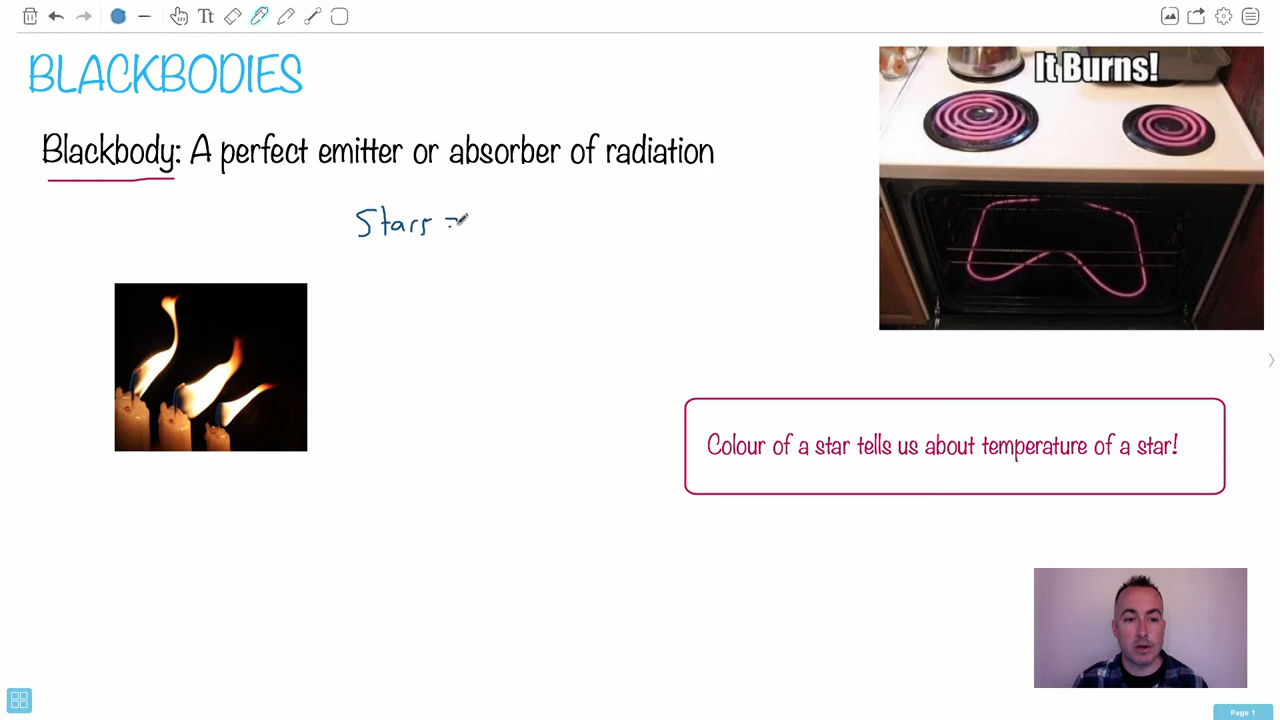 Tt
BLACKBODIES
It Burns!
Blackbody: A perfect emitter or absorber of radiation
Stars =
Colour of a star tells us about temperature of a star!
Page 1